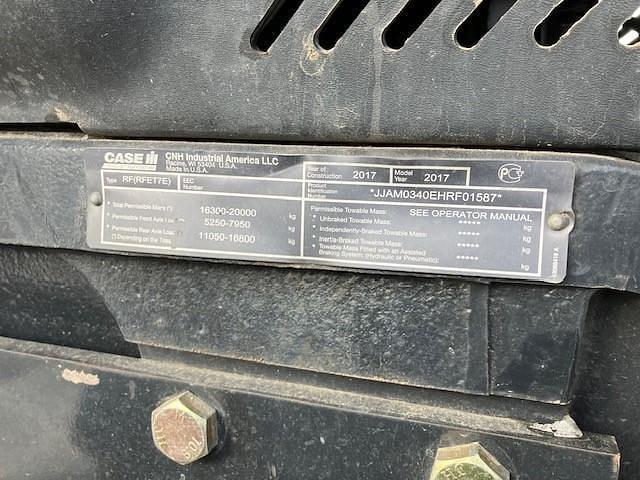 CASE IH CNH Industrial America LLC
Racine, WI 53404 U.S.A.
Made In U.S.A.
Type RF(RFET7E) EEC Number
Year of Construction 2017 Model Year 2017
PC
Product Identification Number *JJAM0340EHRF01587*
• Total Permissible Mass (*) 16300-20000 kg
• Permissible Front Axle Load 5250-7950 kg
• Permissible Rear Axle Load 11050-16800 kg
(*) Depending on the Tires
Permissible Towable Mass: SEE OPERATOR MANUAL
• Unbraked Towable Mass: ***** kg
• Independently-Braked Towable Mass: ***** kg
• Inertia-Braked Towable Mass: ***** kg
• Towable Mass Fitted with an Assisted
Braking System: (Hydraulic or Pneumatic): ***** kg